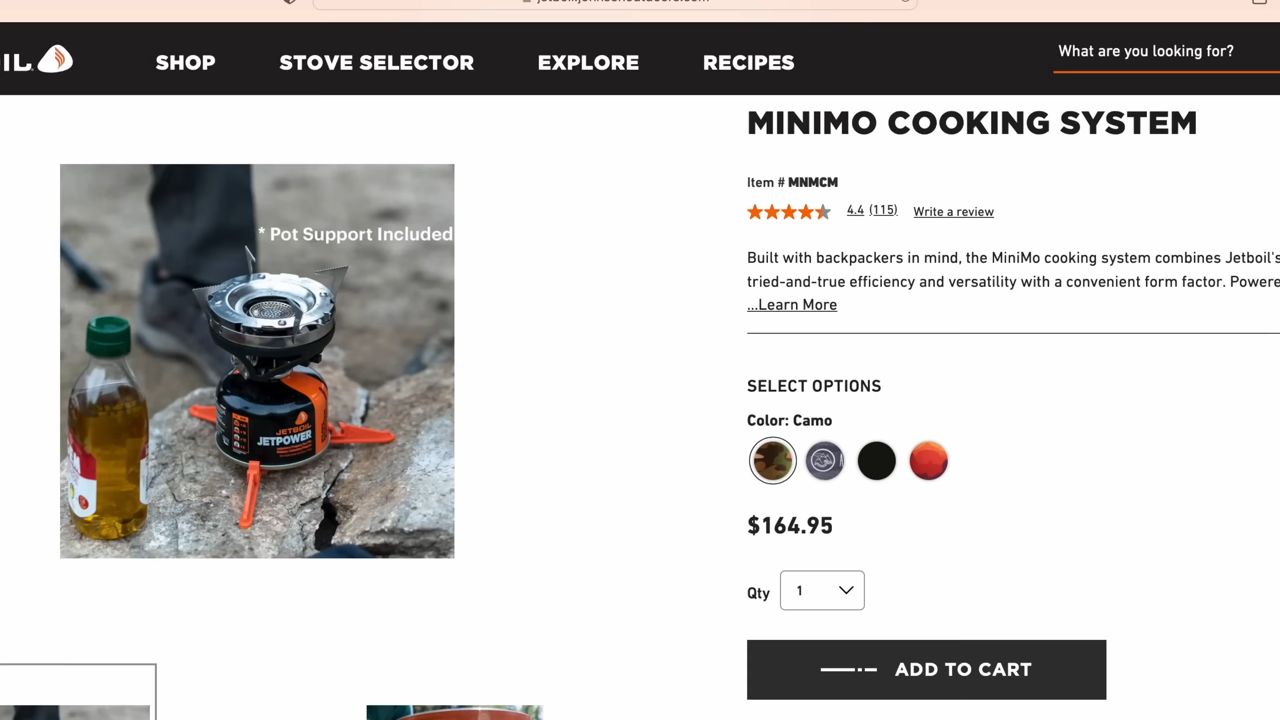 OIL
SHOP
STOVE SELECTOR
EXPLORE
RECIPES
What are you looking for?
MINIMO COOKING SYSTEM
Item # MNMCM
4.4 (115) Write a review
* Pot Support Included
Built with backpackers in mind, the MiniMo cooking system combines Jetboil's
tried-and-true efficiency and versatility with a convenient form factor. Powere
...Learn More
SELECT OPTIONS
Color: Camo
JETBOIL
JETPOWER
$164.95
Qty 1
ADD TO CART